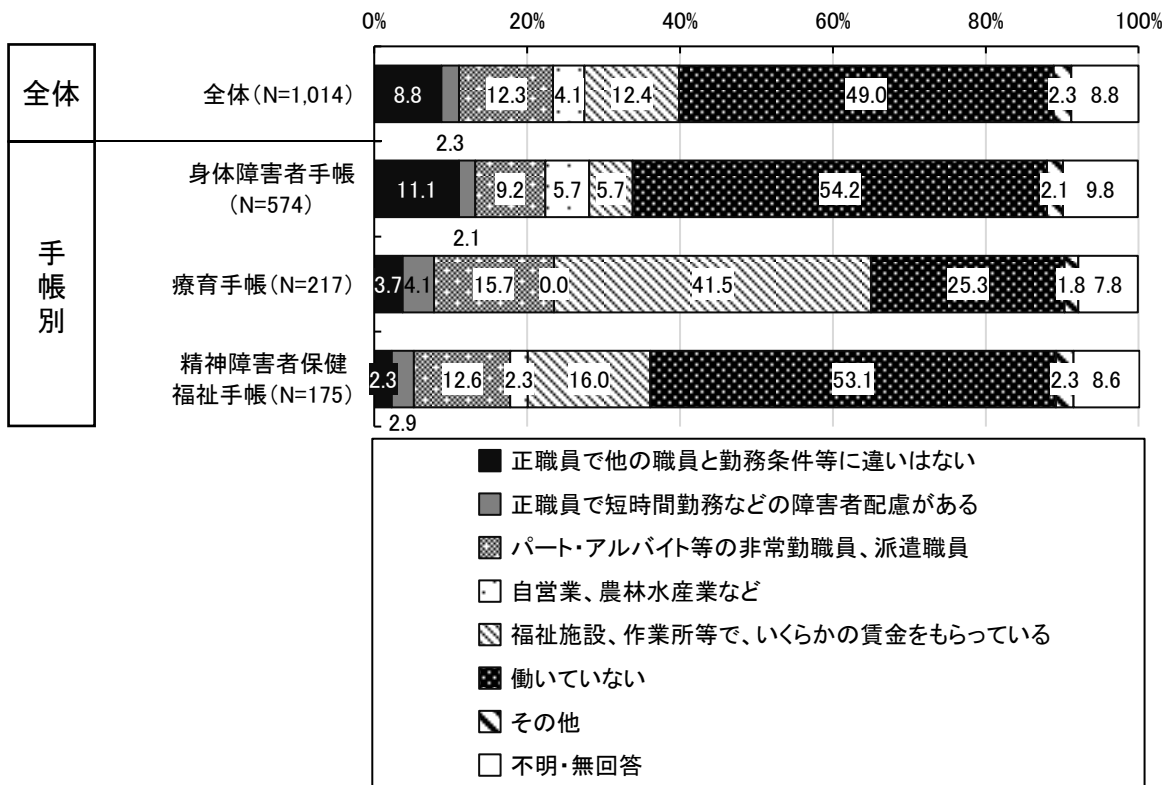 0% 20% 40% 60% 80% 100%
全体
全体(N=1,014)
8.8 12.3 4.1 12.4 49.0 2.3 8.8
2.3
手帳別
身体障害者手帳
(N=574)
11.1 9.2 5.7 5.7 54.2 2.1 9.8
2.1
療育手帳(N=217)
3.7 4.1 15.7 0.0 41.5 25.3 1.8 7.8
精神障害者保健
福祉手帳(N=175)
2.3 12.6 2.3 16.0 53.1 2.3 8.6
2.9
正職員で他の職員と勤務条件等に違いはない
正職員で短時間勤務などの障害者配慮がある
パート・アルバイト等の非常勤職員、派遣職員
自営業、農林水産業など
福祉施設、作業所等で、いくらかの賃金をもらっている
働いていない
その他
不明・無回答